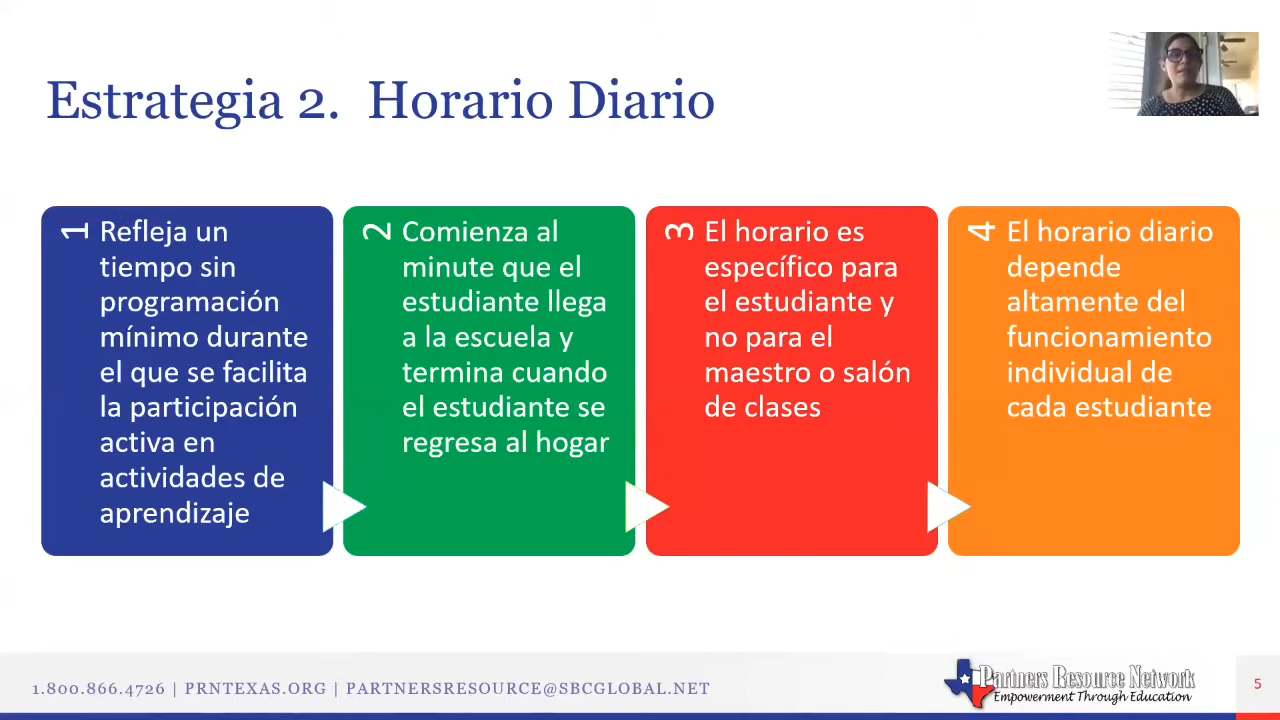 Estrategia 2. Horario Diario
1
Refleja un
tiempo sin
programación
mínimo durante
el que se facilita
la participación
activa en
actividades de
aprendizaje
2
Comienza al
minute que el
estudiante llega
a la escuela y
termina cuando
el estudiante se
regresa al hogar
3
El horario es
específico para
el estudiante y
no para el
maestro o salón
de clases
4
El horario diario
depende
altamente del
funcionamiento
individual de
cada estudiante
1.800.866.4726 | PRNTEXAS.ORG | PARTNERSRESOURCE@SBCGLOBAL.NET
Partners Resource Network
Empowerment Through Education
5